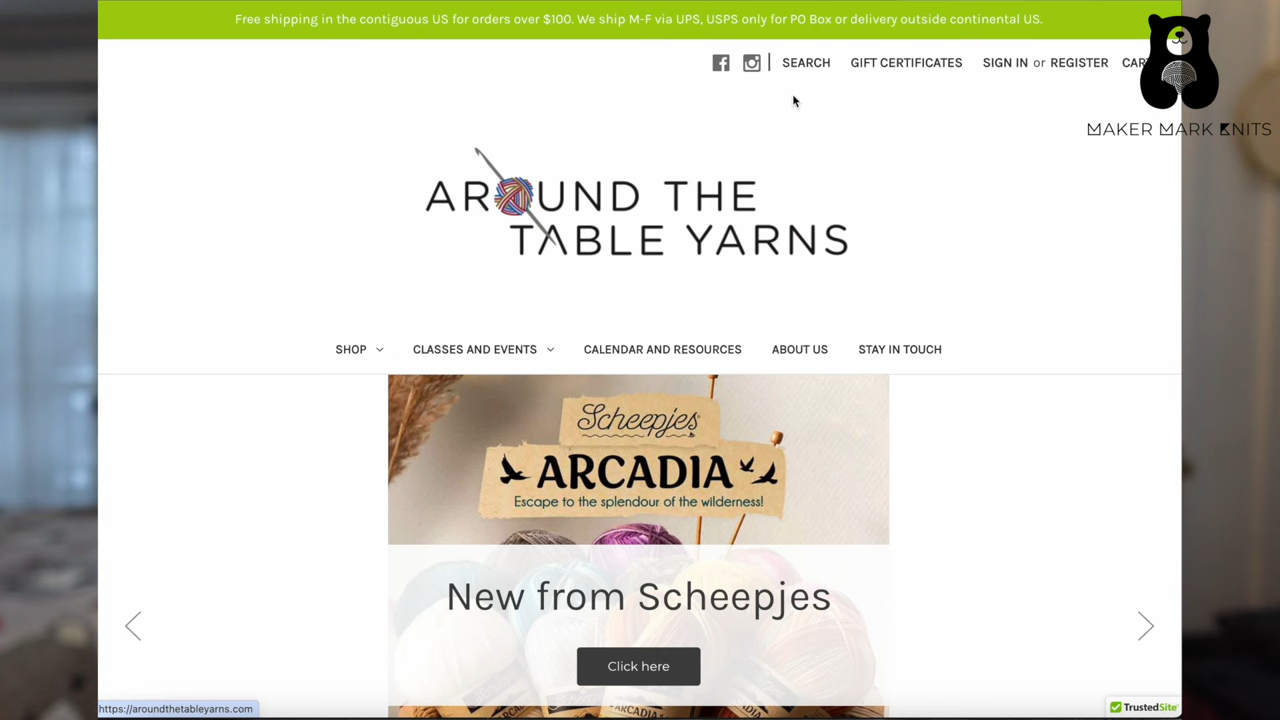 Free shipping in the contiguous US for orders over $100. We ship M-F via UPS, USPS only for PO Box or delivery outside continental US.
SEARCH GIFT CERTIFICATES SIGN IN or REGISTER CART
MAKER MARK KNITS
AROUND THE
TABLE YARNS
SHOP CLASSES AND EVENTS CALENDAR AND RESOURCES ABOUT US STAY IN TOUCH
Scheepjes
ARCADIA
Escape to the splendour of the wilderness!
New from Scheepjes
Click here
https://aroundthetableyarns.com
TrustedSite